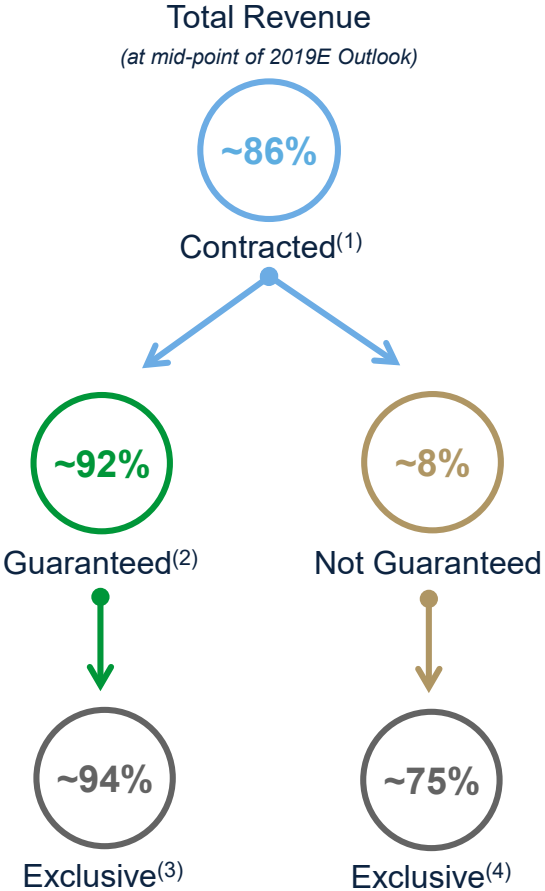 Total Revenue
(at mid-point of 2019E Outlook)
~86%
Contracted(1)
~92%
~8%
Guaranteed(2)
Not Guaranteed
~94%
~75%
Exclusive(3)
Exclusive(4)